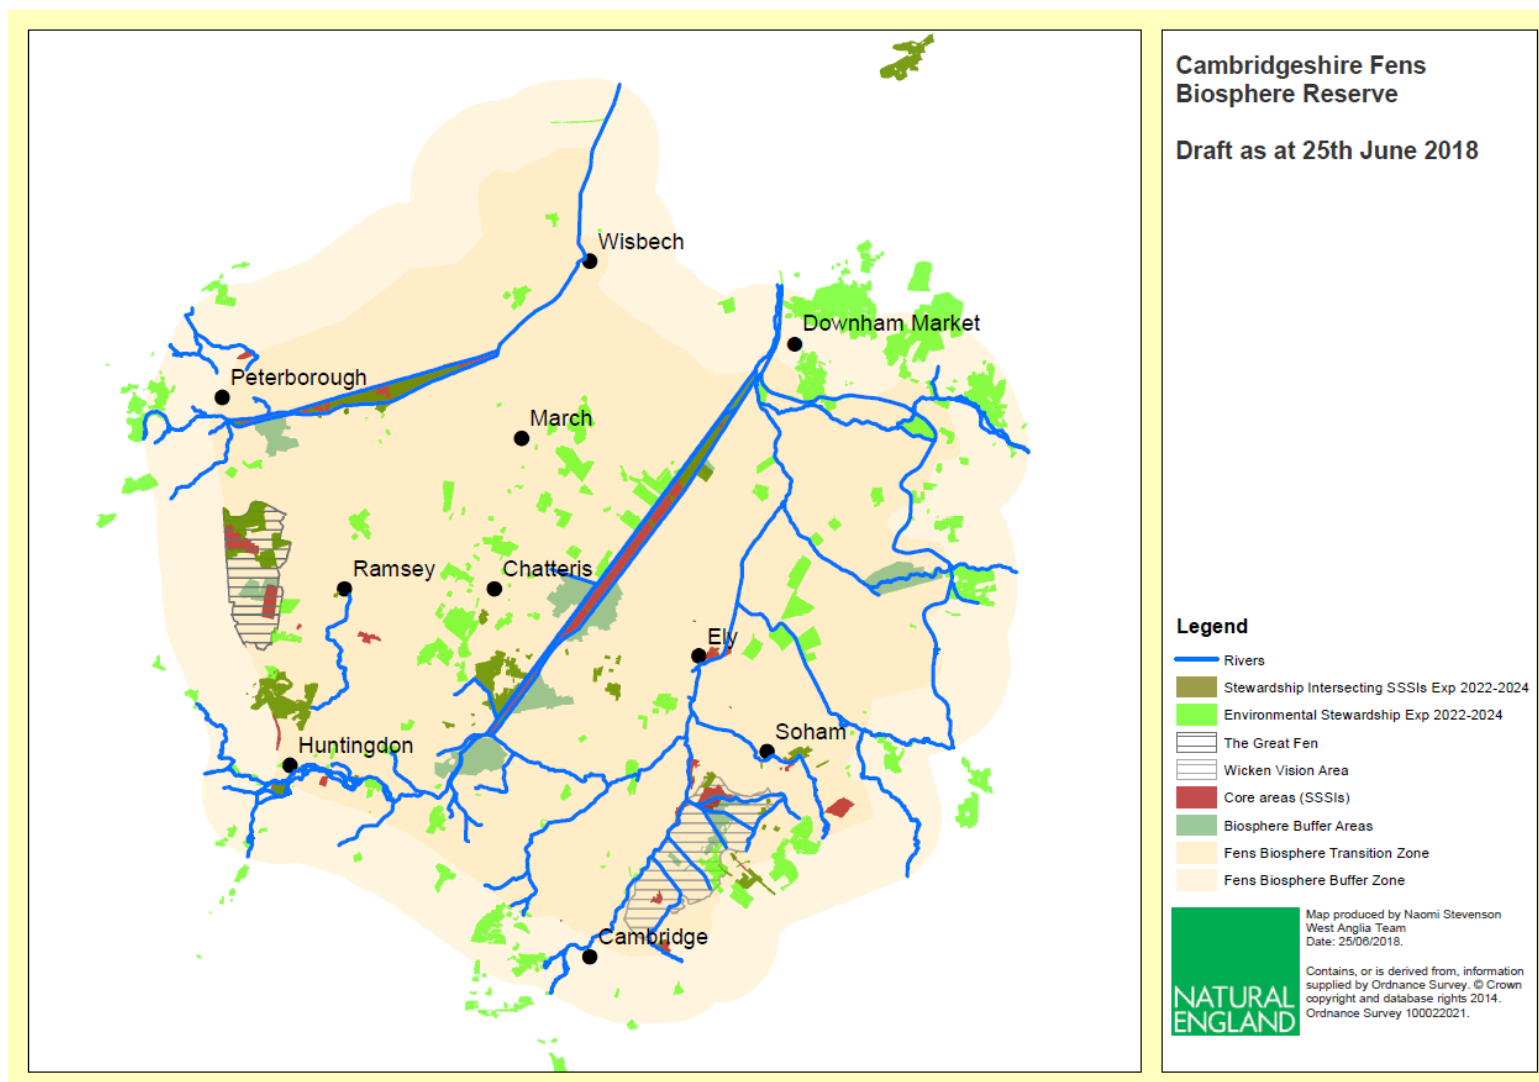 Cambridgeshire Fens
Biosphere Reserve
Draft as at 25th June 2018
Wisbech
Downham Market
Peterborough
March
Ramsey
Chatteris
Ely
Soham
Huntingdon
Cambridge
Legend
Rivers
Stewardship Intersecting SSSIs Exp 2022-2024
Environmental Stewardship Exp 2022-2024
The Great Fen
Wicken Vision Area
Core areas (SSSIs)
Biosphere Buffer Areas
Fens Biosphere Transition Zone
Fens Biosphere Buffer Zone
NATURAL
ENGLAND
Map produced by Naomi Stevenson
West Anglia Team
Date: 25/06/2018.
Contains, or is derived from, information
supplied by Ordnance Survey. © Crown
copyright and database rights 2014.
Ordnance Survey 100022021.